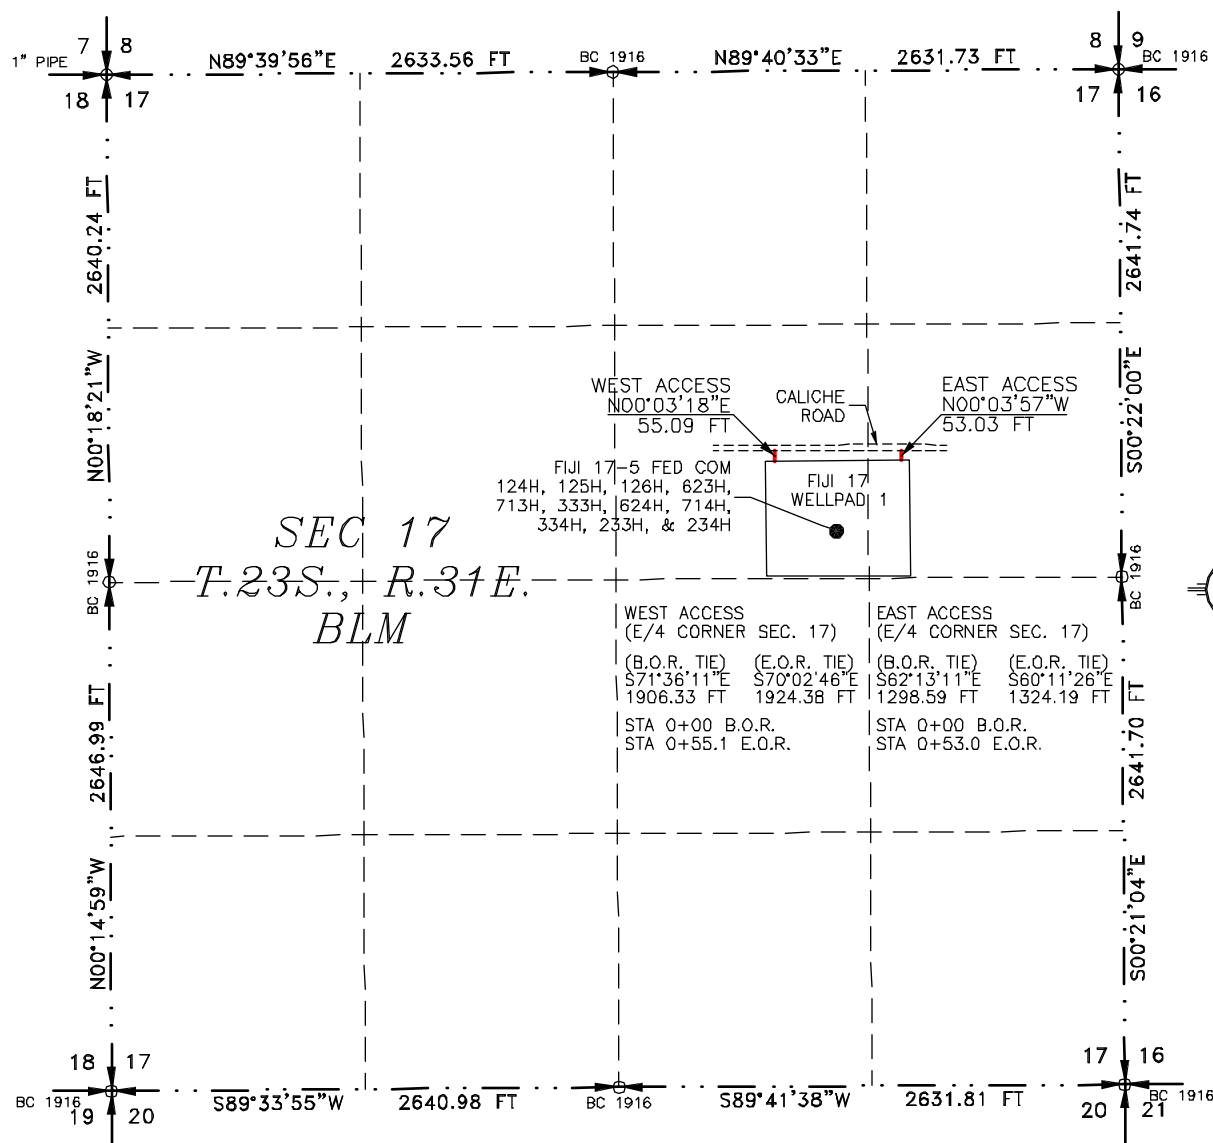 7 8
1" PIPE
18 17
N89°39'56"E 2633.56 FT
BC 1916
N89°40'33"E 2631.73 FT
8 9
BC 1916
17 16
2640.24 FT
N00°18'21"W
2641.74 FT
S00°22'00"E
WEST ACCESS
N00°03'18"E
55.09 FT
CALICHE
ROAD
EAST ACCESS
N00°03'57"W
53.03 FT
FIJI 17-5 FED COM
124H, 125H, 126H, 623H,
713H, 333H, 624H, 714H,
334H, 233H, & 234H
FIJI 17
WELLPAD 1
SEC 17
T.23S., R.31E.
BLM
BC 1916
BC 1916
WEST ACCESS
(E/4 CORNER SEC. 17)
(B.O.R. TIE) (E.O.R. TIE)
S71°36'11"E S70°02'46"E
1906.33 FT 1924.38 FT
STA 0+00 B.O.R.
STA 0+55.1 E.O.R.
EAST ACCESS
(E/4 CORNER SEC. 17)
(B.O.R. TIE) (E.O.R. TIE)
S62°13'11"E S60°11'26"E
1298.59 FT 1324.19 FT
STA 0+00 B.O.R.
STA 0+53.0 E.O.R.
2646.99 FT
N00°14'59"W
2641.70 FT
S00°21'04"E
18 17
BC 1916
19 20
S89°33'55"W 2640.98 FT
BC 1916
S89°41'38"W 2631.81 FT
17 16
BC 1916
20 21